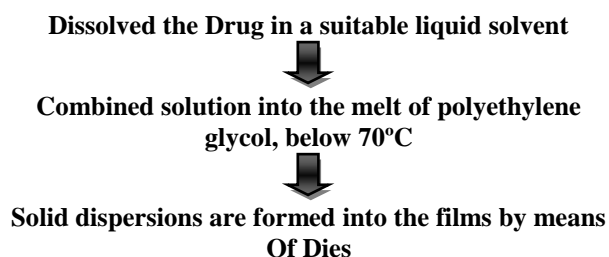 Dissolved the Drug in a suitable liquid solvent
Combined solution into the melt of polyethylene
glycol, below 70ºC
Solid dispersions are formed into the films by means
Of Dies